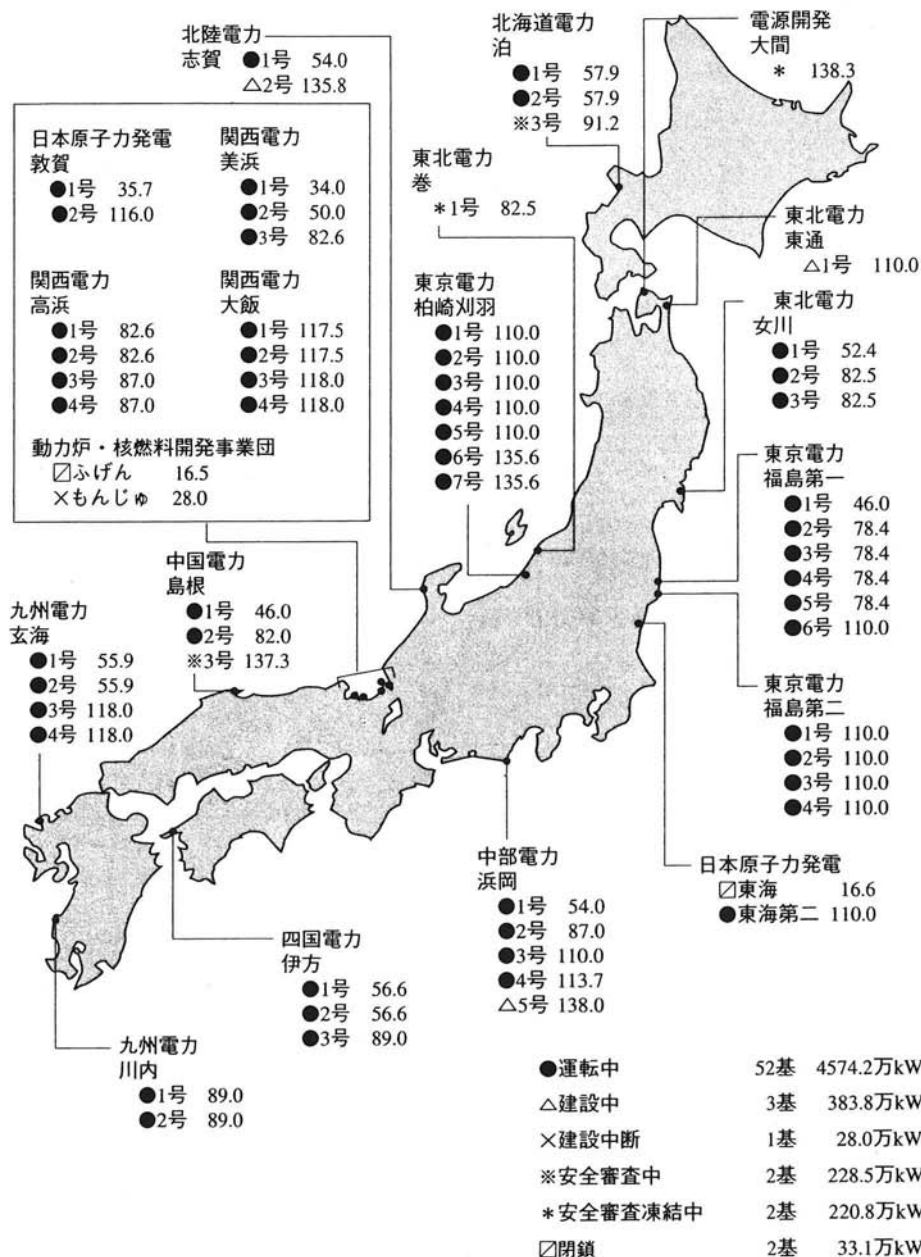 北陸電力
志賀 ●1号 54.0
△2号 135.8
北海道電力
泊
●1号 57.9
●2号 57.9
※3号 91.2
電源開発
大間
* 138.3
日本原子力発電
敦賀
●1号 35.7
●2号 116.0
関西電力
美浜
●1号 34.0
●2号 50.0
●3号 82.6
関西電力
高浜
●1号 82.6
●2号 82.6
●3号 87.0
●4号 87.0
関西電力
大飯
●1号 117.5
●2号 117.5
●3号 118.0
●4号 118.0
動力炉・核燃料開発事業団
〼ふげん 16.5
×もんじゅ 28.0
東北電力
巻
*1号 82.5
東京電力
柏崎刈羽
●1号 110.0
●2号 110.0
●3号 110.0
●4号 110.0
●5号 110.0
●6号 135.6
●7号 135.6
東北電力
東通
△1号 110.0
東北電力
女川
●1号 52.4
●2号 82.5
●3号 82.5
東京電力
福島第一
●1号 46.0
●2号 78.4
●3号 78.4
●4号 78.4
●5号 78.4
●6号 110.0
東京電力
福島第二
●1号 110.0
●2号 110.0
●3号 110.0
●4号 110.0
日本原子力発電
〼東海 16.6
●東海第二 110.0
中国電力
島根
●1号 46.0
●2号 82.0
※3号 137.3
九州電力
玄海
●1号 55.9
●2号 55.9
●3号 118.0
●4号 118.0
中部電力
浜岡
●1号 54.0
●2号 87.0
●3号 110.0
●4号 113.7
△5号 138.0
四国電力
伊方
●1号 56.6
●2号 56.6
●3号 89.0
九州電力
川内
●1号 89.0
●2号 89.0
●運転中 52基 4574.2万kW
△建設中 3基 383.8万kW
×建設中断 1基 28.0万kW
※安全審査中 2基 228.5万kW
*安全審査凍結中 2基 220.8万kW
〼閉鎖 2基 33.1万kW